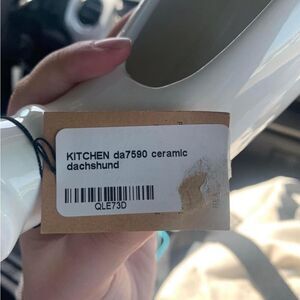 KITCHEN da7590 ceramic
dachshund
QLE73D